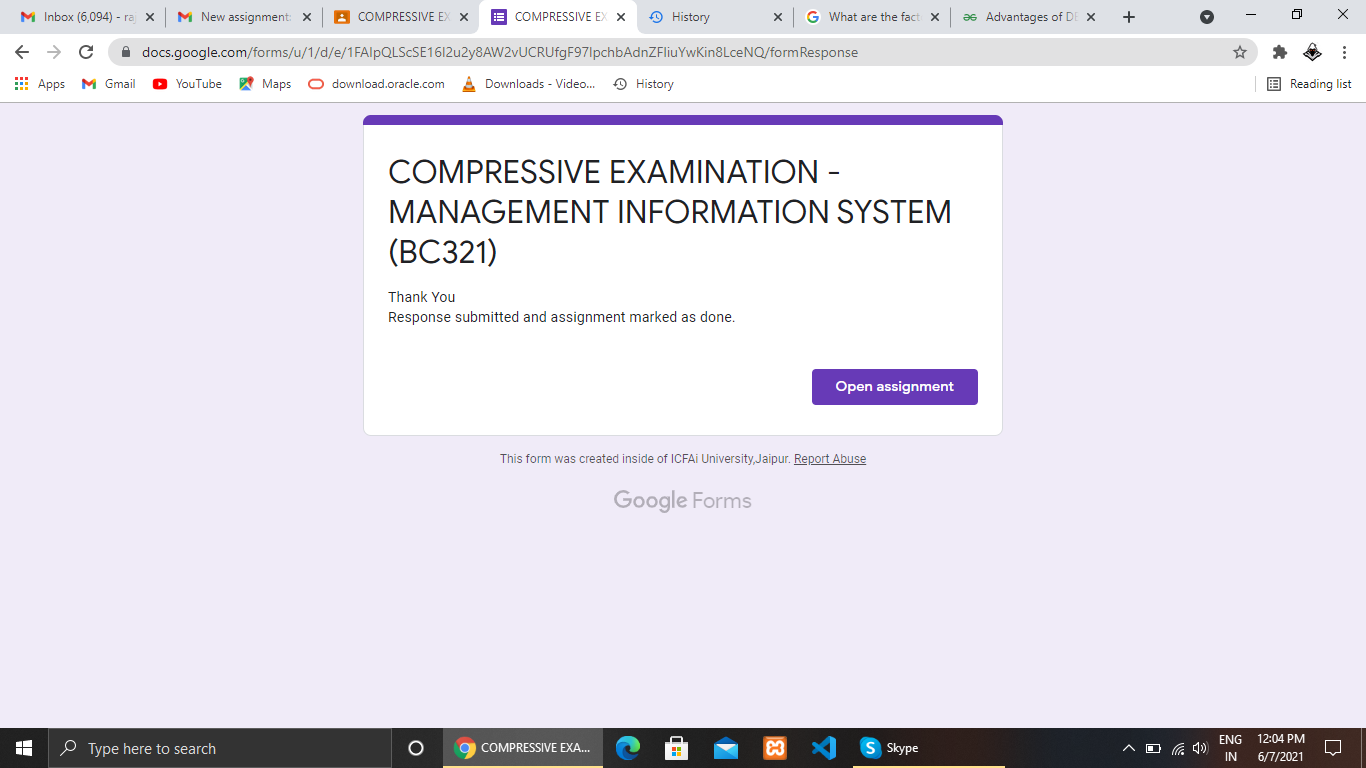 Inbox (6,094) - ra
New assignment:
COMPRESSIVE EX
COMPRESSIVE EX
History
What are the fact
Advantages of DB
docs.google.com/forms/u/1/d/e/1FAIpQLScSE16I2u2y8AW2vUCRUfgF97lpchbAdnZFIiuYwKin8LceNQ/formResponse
Apps
Gmail
YouTube
Maps
download.oracle.com
Downloads - Video...
History
Reading list
COMPRESSIVE EXAMINATION -
MANAGEMENT INFORMATION SYSTEM
(BC321)
Thank You
Response submitted and assignment marked as done.
Open assignment
This form was created inside of ICFAi University,Jaipur. Report Abuse
Google Forms
Type here to search
COMPRESSIVE EXA...
Skype
ENG
IN
12:04 PM
6/7/2021